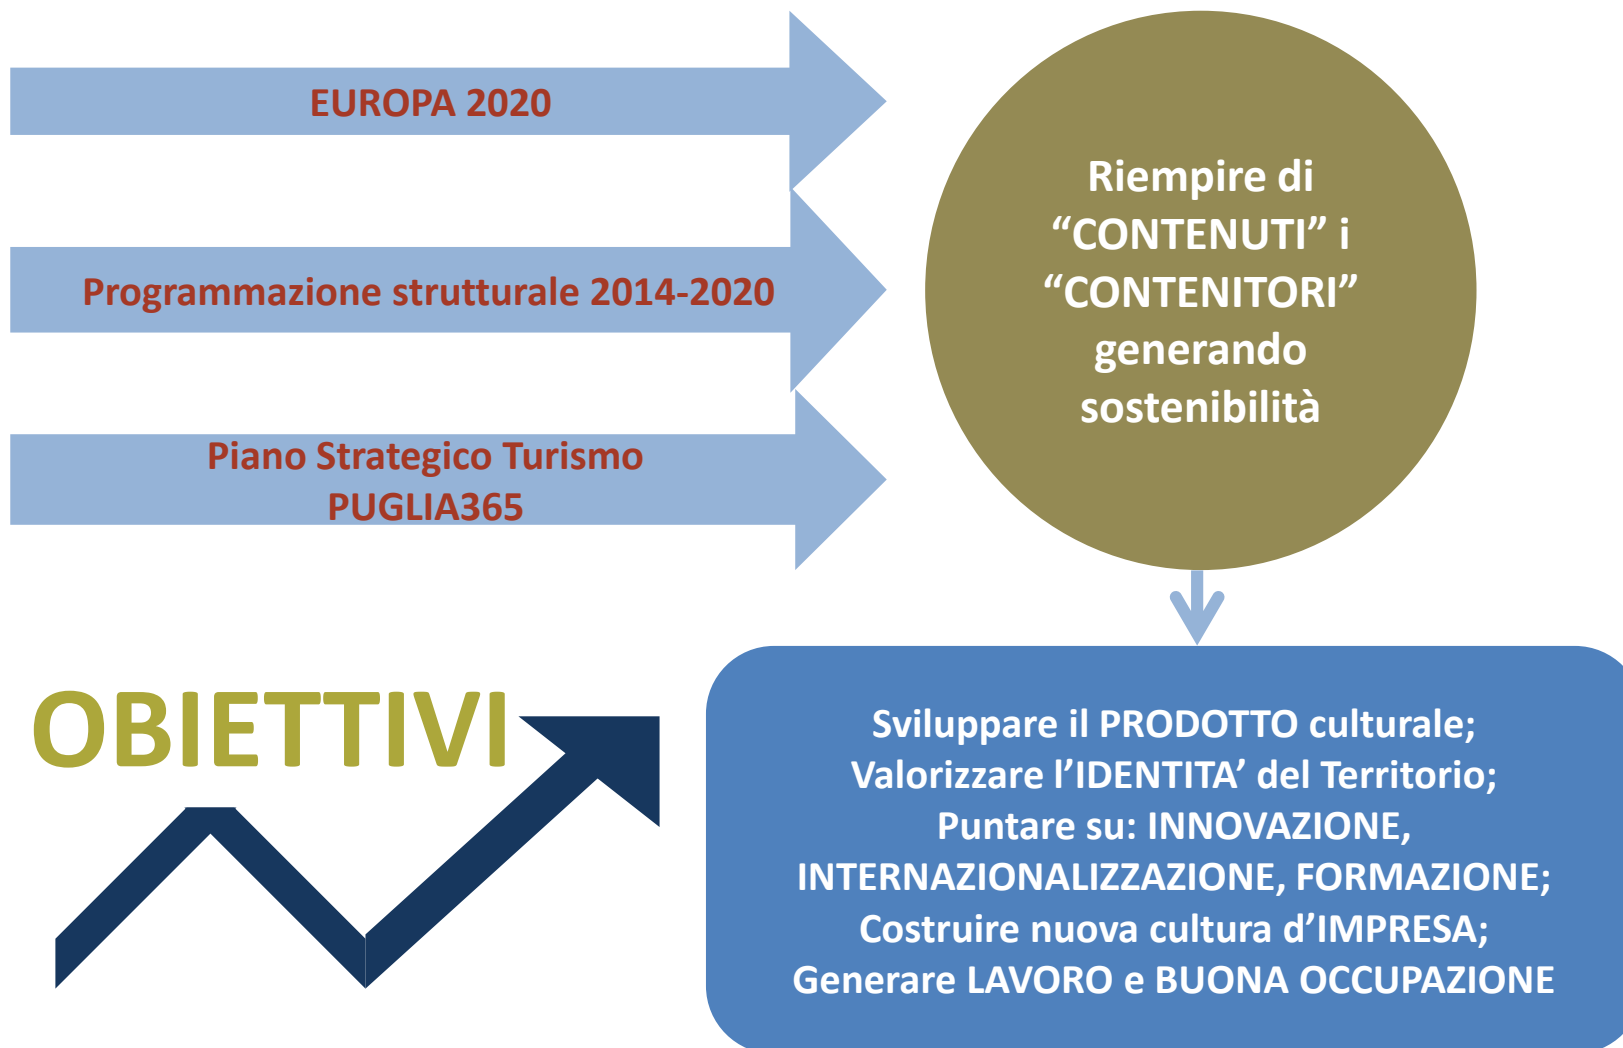 EUROPA 2020
Programmazione strutturale 2014-2020
Piano Strategico Turismo
PUGLIA365
Riempire di
“CONTENUTI” i
“CONTENITORI”
generando
sostenibilità
OBIETTIVI
Sviluppare il PRODOTTO culturale;
Valorizzare l’IDENTITA’ del Territorio;
Puntare su: INNOVAZIONE,
INTERNAZIONALIZZAZIONE, FORMAZIONE;
Costruire nuova cultura d’IMPRESA;
Generare LAVORO e BUONA OCCUPAZIONE